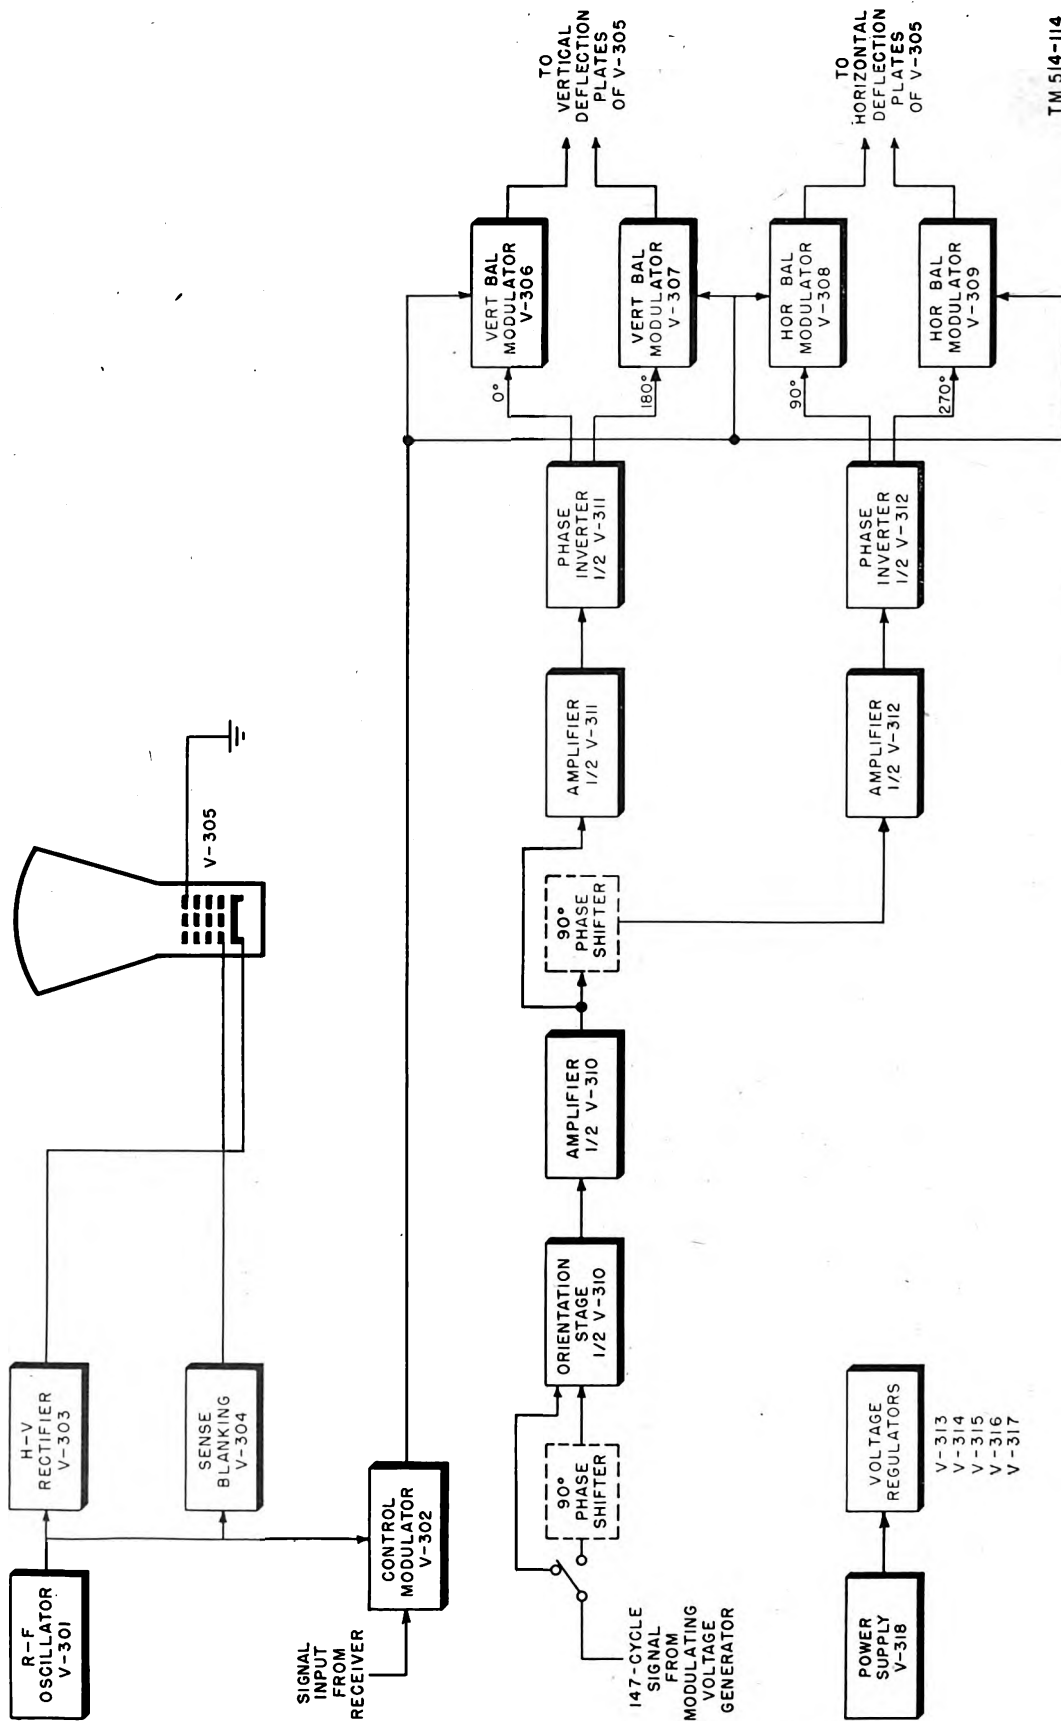 R-F
OSCILLATOR
V-301
H-V
RECTIFIER
V-303
SENSE
BLANKING
V-304
V-305
SIGNAL
INPUT
FROM
RECEIVER
CONTROL
MODULATOR
V-302
147-CYCLE
SIGNAL
FROM
MODULATING
VOLTAGE
GENERATOR
90°
PHASE
SHIFTER
ORIENTATION
STAGE
1/2 V-310
AMPLIFIER
1/2 V-310
90°
PHASE
SHIFTER
AMPLIFIER
1/2 V-311
PHASE
INVERTER
1/2 V-311
0°
180°
VERT BAL
MODULATOR
V-306
VERT BAL
MODULATOR
V-307
TO
VERTICAL
DEFLECTION
PLATES
OF V-305
AMPLIFIER
1/2 V-312
PHASE
INVERTER
1/2 V-312
90°
270°
HOR BAL
MODULATOR
V-308
HOR BAL
MODULATOR
V-309
TO
HORIZONTAL
DEFLECTION
PLATES
OF V-305
POWER
SUPPLY
V-318
VOLTAGE
REGULATORS
V-313
V-314
V-315
V-316
V-317
TM 514-114